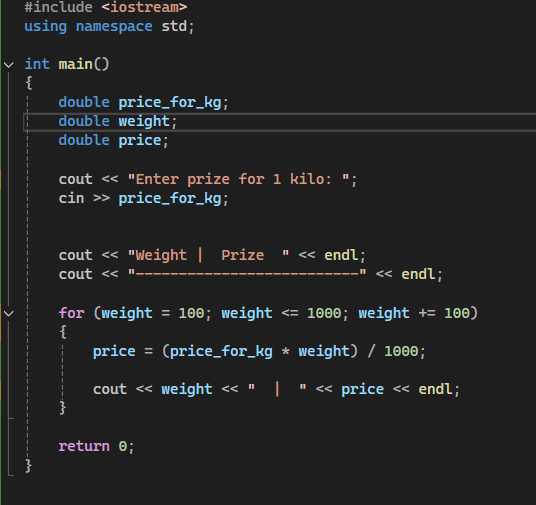 #include <iostream>
using namespace std;
int main()
{
double price_for_kg;
double weight;
double price;
cout << "Enter prize for 1 kilo: ";
cin >> price_for_kg;
cout << "Weight |  Prize  " << endl;
cout << "--------------------------" << endl;
for (weight = 100; weight <= 1000; weight += 100)
{
price = (price_for_kg * weight) / 1000;
cout << weight << "  |  " << price << endl;
}
return 0;
}